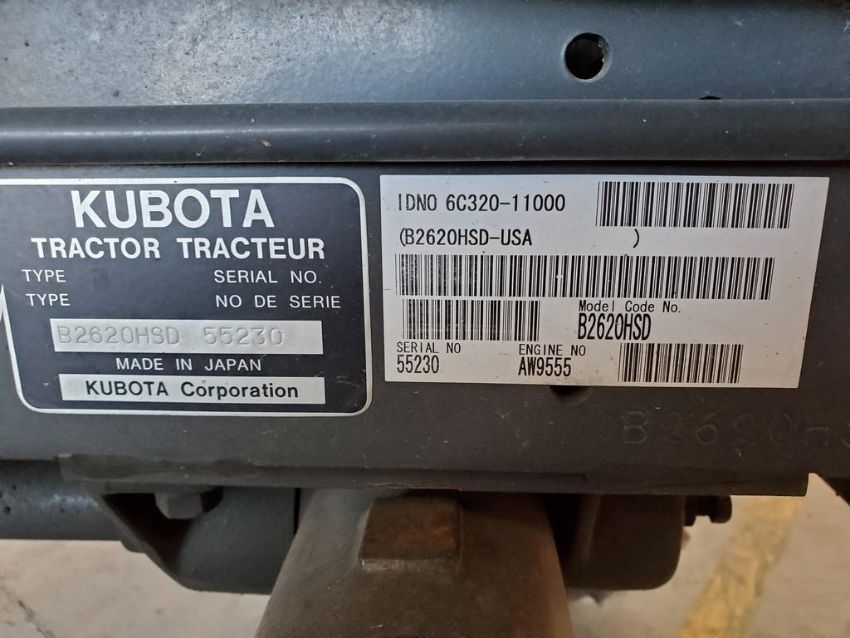 KUBOTA
TRACTOR TRACTEUR
TYPE SERIAL NO.
TYPE NO DE SERIE
B2620HSD 55230
MADE IN JAPAN
KUBOTA Corporation
IDNO 6C320-11000
(B2620HSD-USA )
Model Code No.
B2620HSD
SERIAL NO ENGINE NO
55230 AW9555
B2620HS